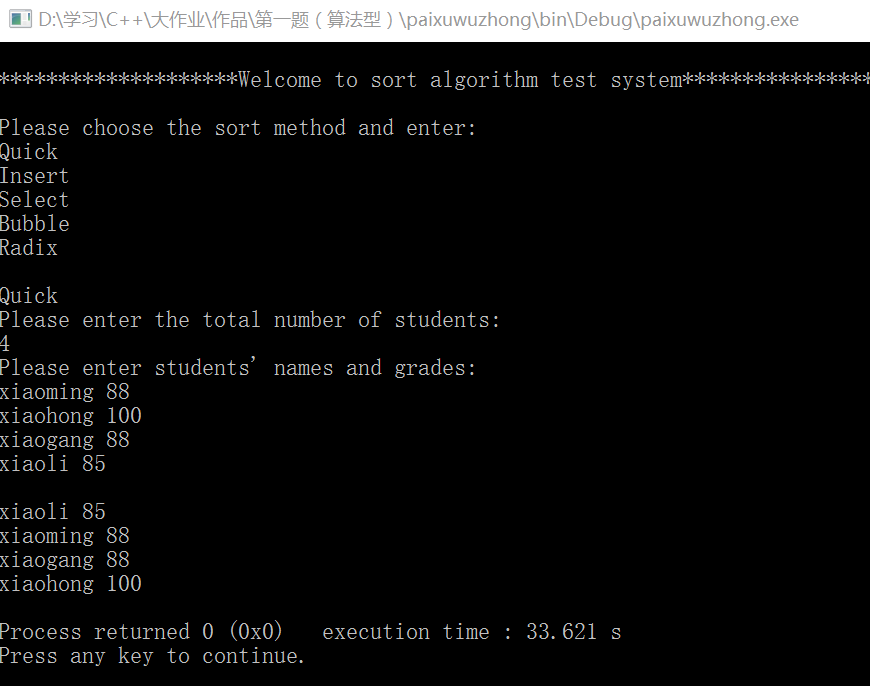 D:\学习\C++\大作业\作品\第一题（算法型）\paixuwuzhong\bin\Debug\paixuwuzhong.exe
********************Welcome to sort algorithm test system****************
Please choose the sort method and enter:
Quick
Insert
Select
Bubble
Radix
Quick
Please enter the total number of students:
4
Please enter students' names and grades:
xiaoming 88
xiaohong 100
xiaogang 88
xiaoli 85
xiaoli 85
xiaoming 88
xiaogang 88
xiaohong 100
Process returned 0 (0x0)   execution time : 33.621 s
Press any key to continue.